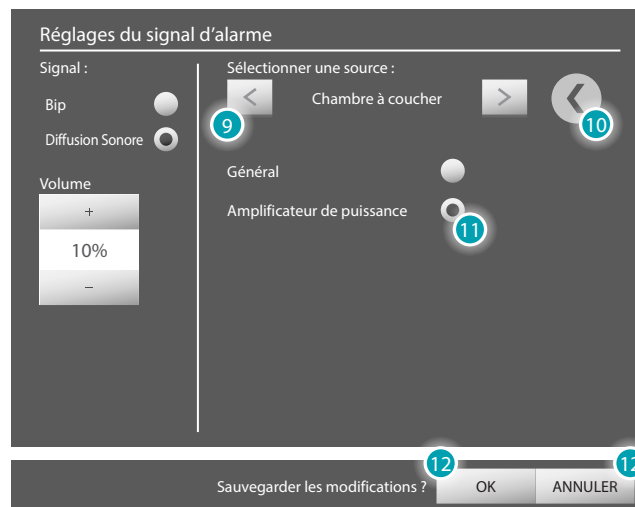 Réglages du signal d'alarme
Signal :
Bip
Diffusion Sonore
Volume
+
10%
−
Sélectionner une source :
< Chambre à coucher >
9
10
Général
Amplificateur de puissance
11
12
12
Sauvegarder les modifications ? OK ANNULER